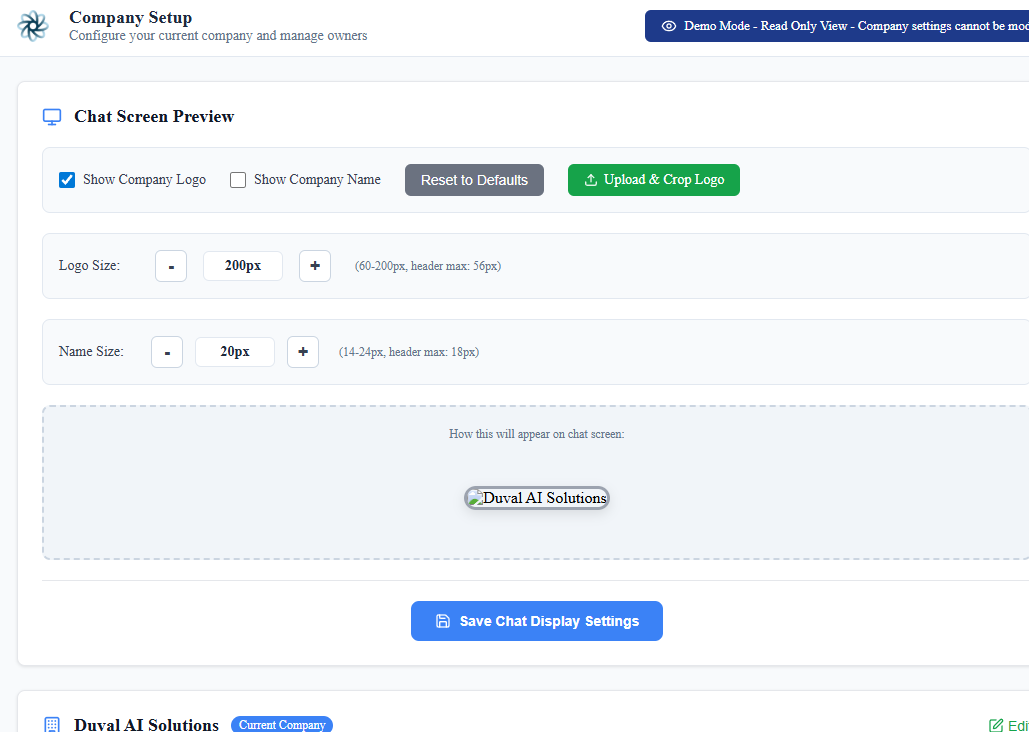 Company Setup
Configure your current company and manage owners
Demo Mode - Read Only View - Company settings cannot be
Chat Screen Preview
Show Company Logo
Show Company Name
Reset to Defaults
Upload & Crop Logo
Logo Size:
-
200px
+
(60-200px, header max: 56px)
Name Size:
-
20px
+
(14-24px, header max: 18px)
How this will appear on chat screen:
Duval AI Solutions
Save Chat Display Settings
Duval AI Solutions
Current Company